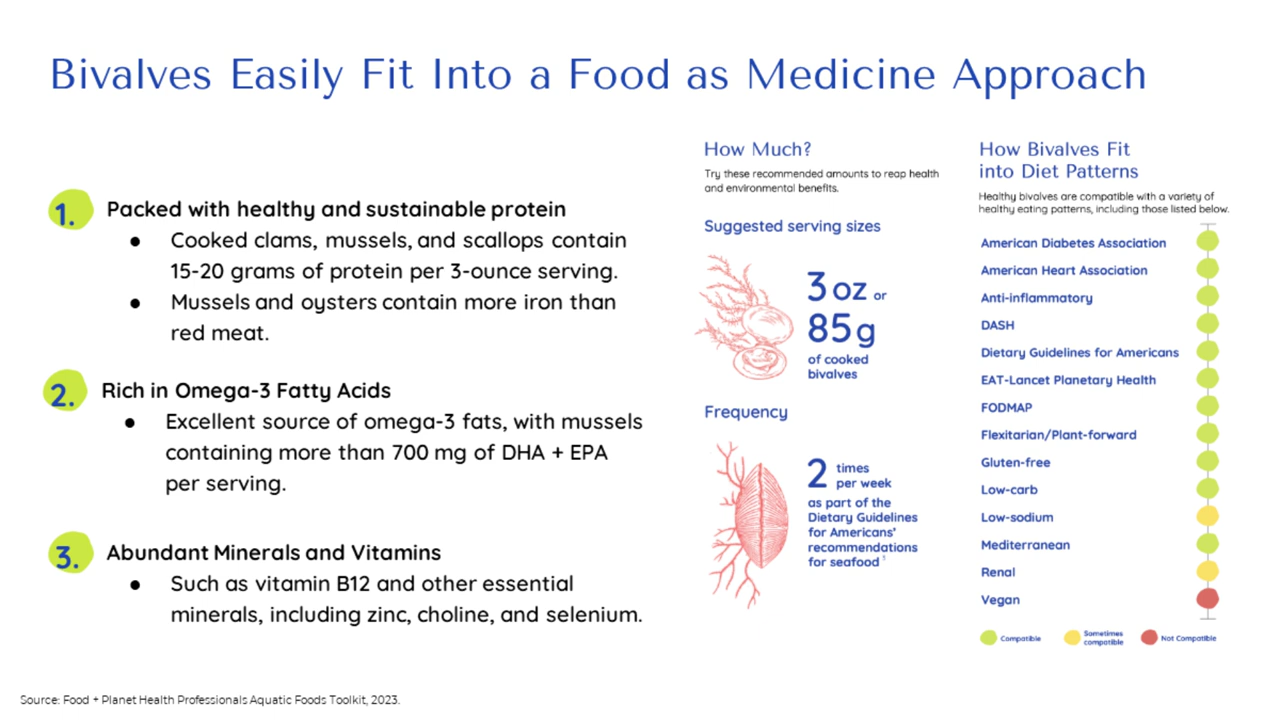 Bivalves Easily Fit Into a Food as Medicine Approach
1. Packed with healthy and sustainable protein
● Cooked clams, mussels, and scallops contain
15-20 grams of protein per 3-ounce serving.
● Mussels and oysters contain more iron than
red meat.
2. Rich in Omega-3 Fatty Acids
● Excellent source of omega-3 fats, with mussels
containing more than 700 mg of DHA + EPA
per serving.
3. Abundant Minerals and Vitamins
● Such as vitamin B12 and other essential
minerals, including zinc, choline, and selenium.
How Much?
Try these recommended amounts to reap health
and environmental benefits.
Suggested serving sizes
3 oz or
85g
of cooked
bivalves
Frequency
2 times
per week
as part of the
Dietary Guidelines
for Americans'
recommendations
for seafood ¹
How Bivalves Fit
into Diet Patterns
Healthy bivalves are compatible with a variety of
healthy eating patterns, including those listed below.
American Diabetes Association
American Heart Association
Anti-inflammatory
DASH
Dietary Guidelines for Americans
EAT-Lancet Planetary Health
FODMAP
Flexitarian/Plant-forward
Gluten-free
Low-carb
Low-sodium
Mediterranean
Renal
Vegan
Compatible
Sometimes
compatible
Not Compatible
Source: Food + Planet Health Professionals Aquatic Foods Toolkit, 2023.